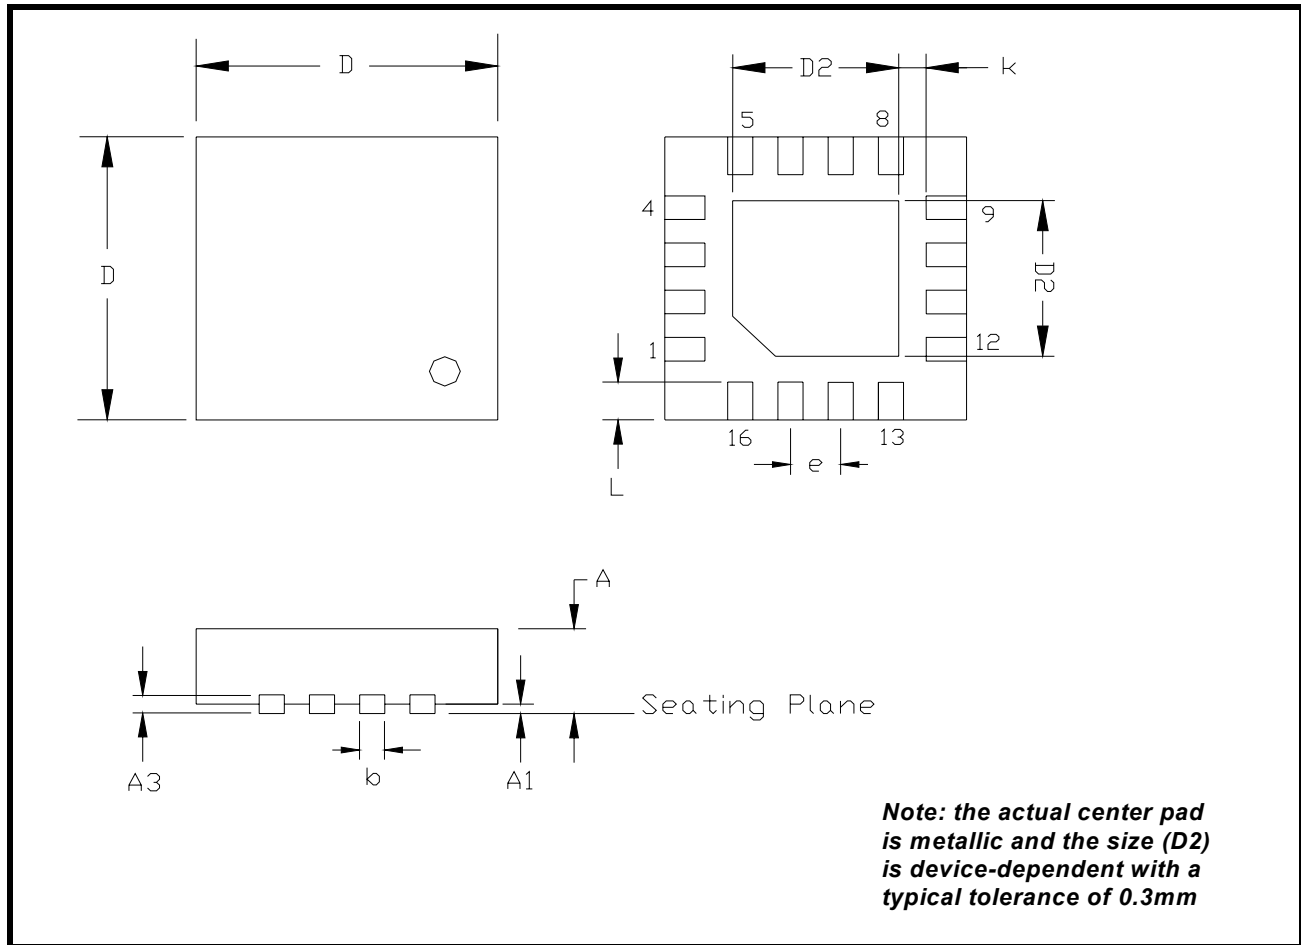 D
D2
k
5
8
4
9
D
D2
1
12
16
13
e
L
A
Seating Plane
A3
b
A1
Note: the actual center pad
is metallic and the size (D2)
is device-dependent with a
typical tolerance of 0.3mm